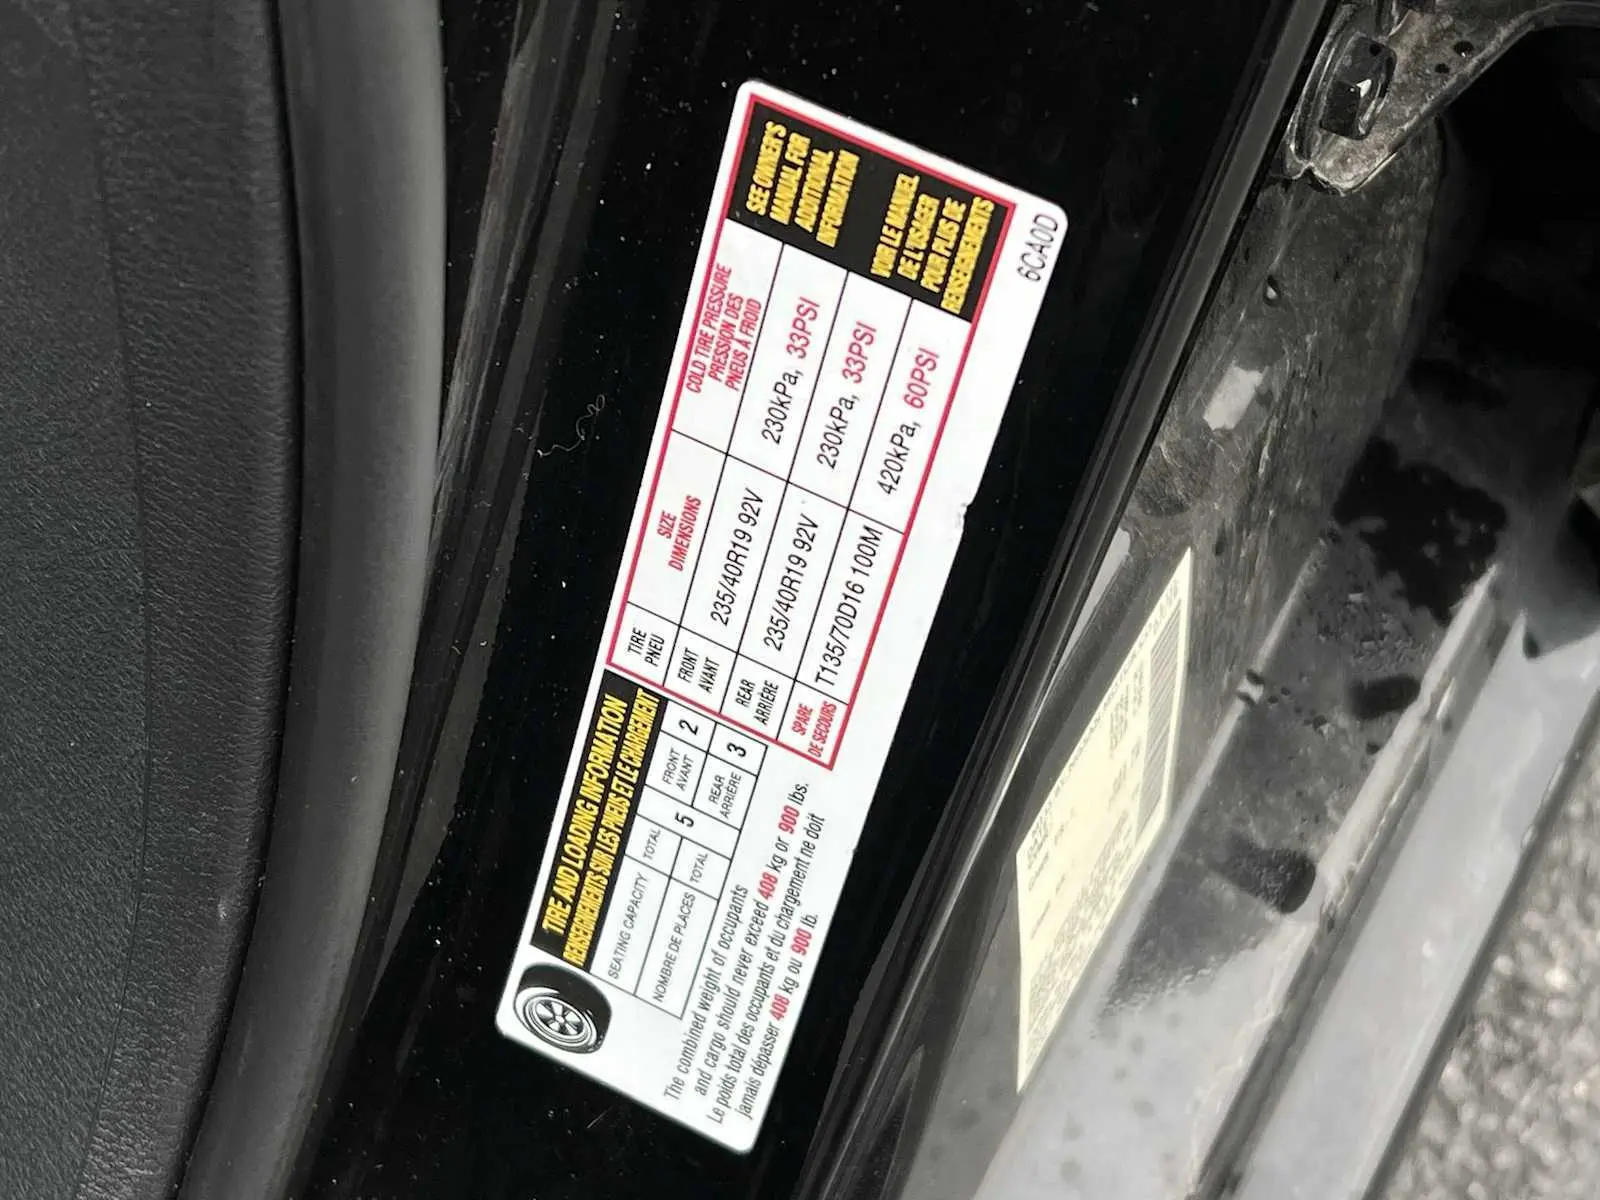 TIRE AND LOADING INFORMATION
RENSEIGNEMENTS SUR LES PNEUS ET LE CHARGEMENT
SEATING CAPACITY
TOTAL
5
FRONT
AVANT
2
NOMBRE DE PLACES
TOTAL
REAR
ARRIÈRE
3
The combined weight of occupants
and cargo should never exceed 408 kg or 900 lbs.
Le poids total des occupants et du chargement ne doit
jamais dépasser 408 kg ou 900 lb.
TIRE
PNEU
SIZE
DIMENSIONS
COLD TIRE PRESSURE
PRESSION DES
PNEUS À FROID
FRONT
AVANT
235/40R19 92V
230kPa, 33PSI
REAR
ARRIÈRE
235/40R19 92V
230kPa, 33PSI
SPARE
DE SECOURS
T135/70D16 100M
420kPa, 60PSI
SEE OWNER'S
MANUAL FOR
ADDITIONAL
INFORMATION
VOIR LE MANUEL
DE L'USAGER
POUR PLUS DE
RENSEIGNEMENTS
6CA0D